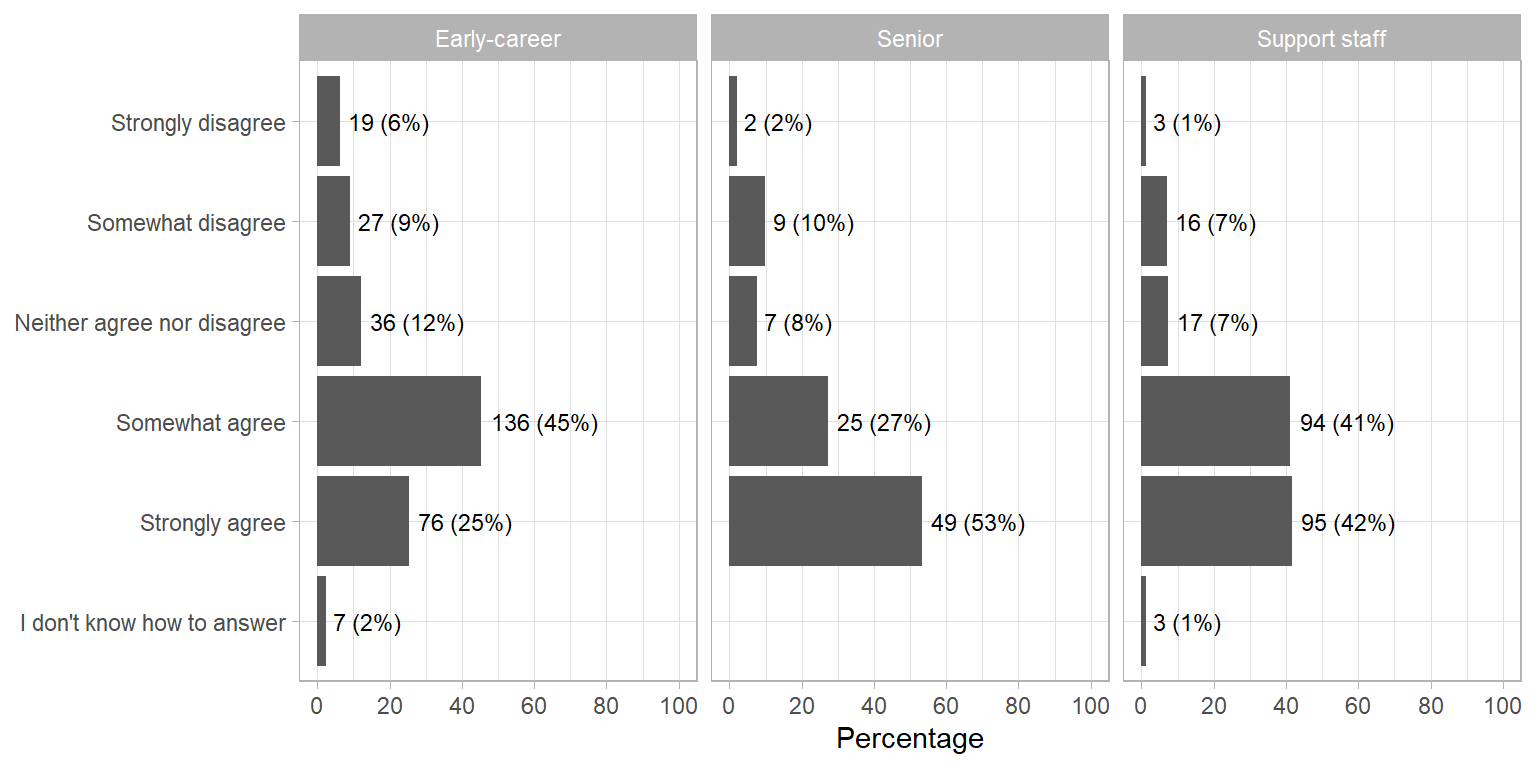 Early-career Senior Support staff
Strongly disagree 19 (6%) 2 (2%) 3 (1%)
Somewhat disagree 27 (9%) 9 (10%) 16 (7%)
Neither agree nor disagree 36 (12%) 7 (8%) 17 (7%)
Somewhat agree 136 (45%) 25 (27%) 94 (41%)
Strongly agree 76 (25%) 49 (53%) 95 (42%)
I don't know how to answer 7 (2%) 3 (1%)
0 20 40 60 80 100 0 20 40 60 80 100 0 20 40 60 80 100
Percentage